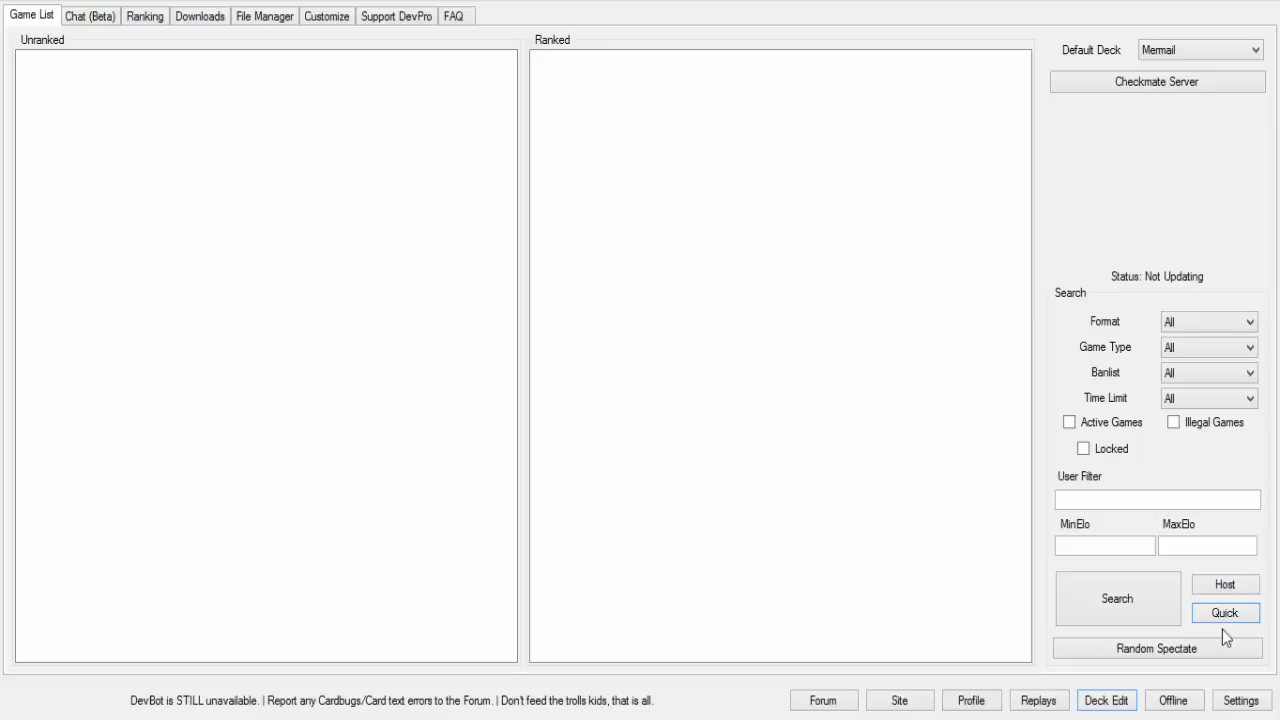 Game List Chat (Beta) Ranking Downloads File Manager Customize Support DevPro FAQ
Unranked
Ranked
Default Deck Mermail
Checkmate Server
Status: Not Updating
Search
Format All
Game Type All
Banlist All
Time Limit All
Active Games Illegal Games
Locked
User Filter
MinElo MaxElo
Search
Host
Quick
Random Spectate
DevBot is STILL unavailable. | Report any Cardbugs/Card text errors to the Forum. | Don't feed the trolls kids, that is all.
Forum Site Profile Replays Deck Edit Offline Settings